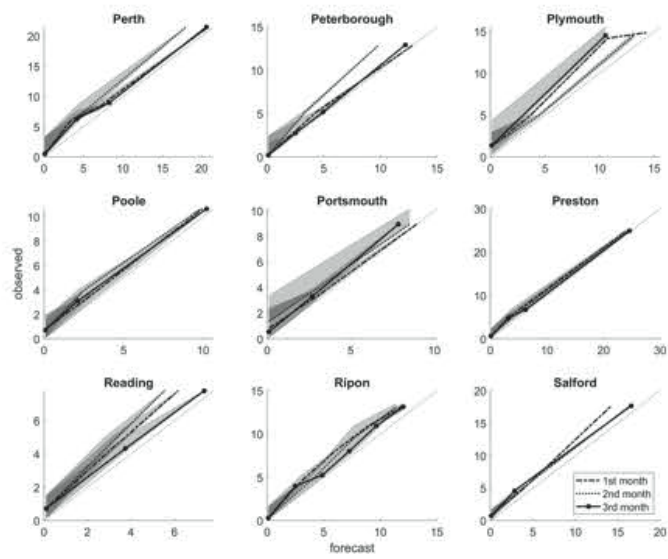 Perth
Peterborough
Plymouth
20
15
10
5
0
0 5 10 15 20
15
10
5
0
0 5 10 15
15
10
5
0
0 5 10 15
observed
Poole
Portsmouth
Preston
10
8
6
4
2
0
0 5 10
10
8
6
4
2
0
0 5 10
30
20
10
0
0 10 20 30
Reading
Ripon
Salford
6
4
2
0
0 2 4 6
15
10
5
0
0 5 10 15
20
15
10
5
0
0 5 10 15 20
1st month
2nd month
3rd month
forecast